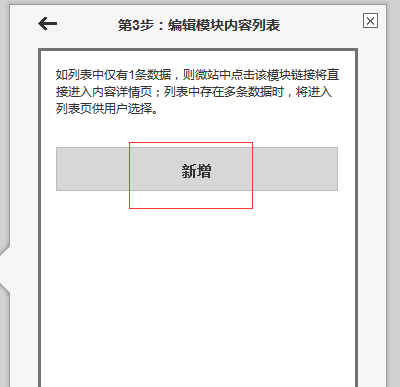 第3步：编辑模块内容列表
如列表中仅有1条数据，则微站中点击该模块链接将直
接进入内容详情页；列表中存在多条数据时，将进入
列表页供用户选择。
新增